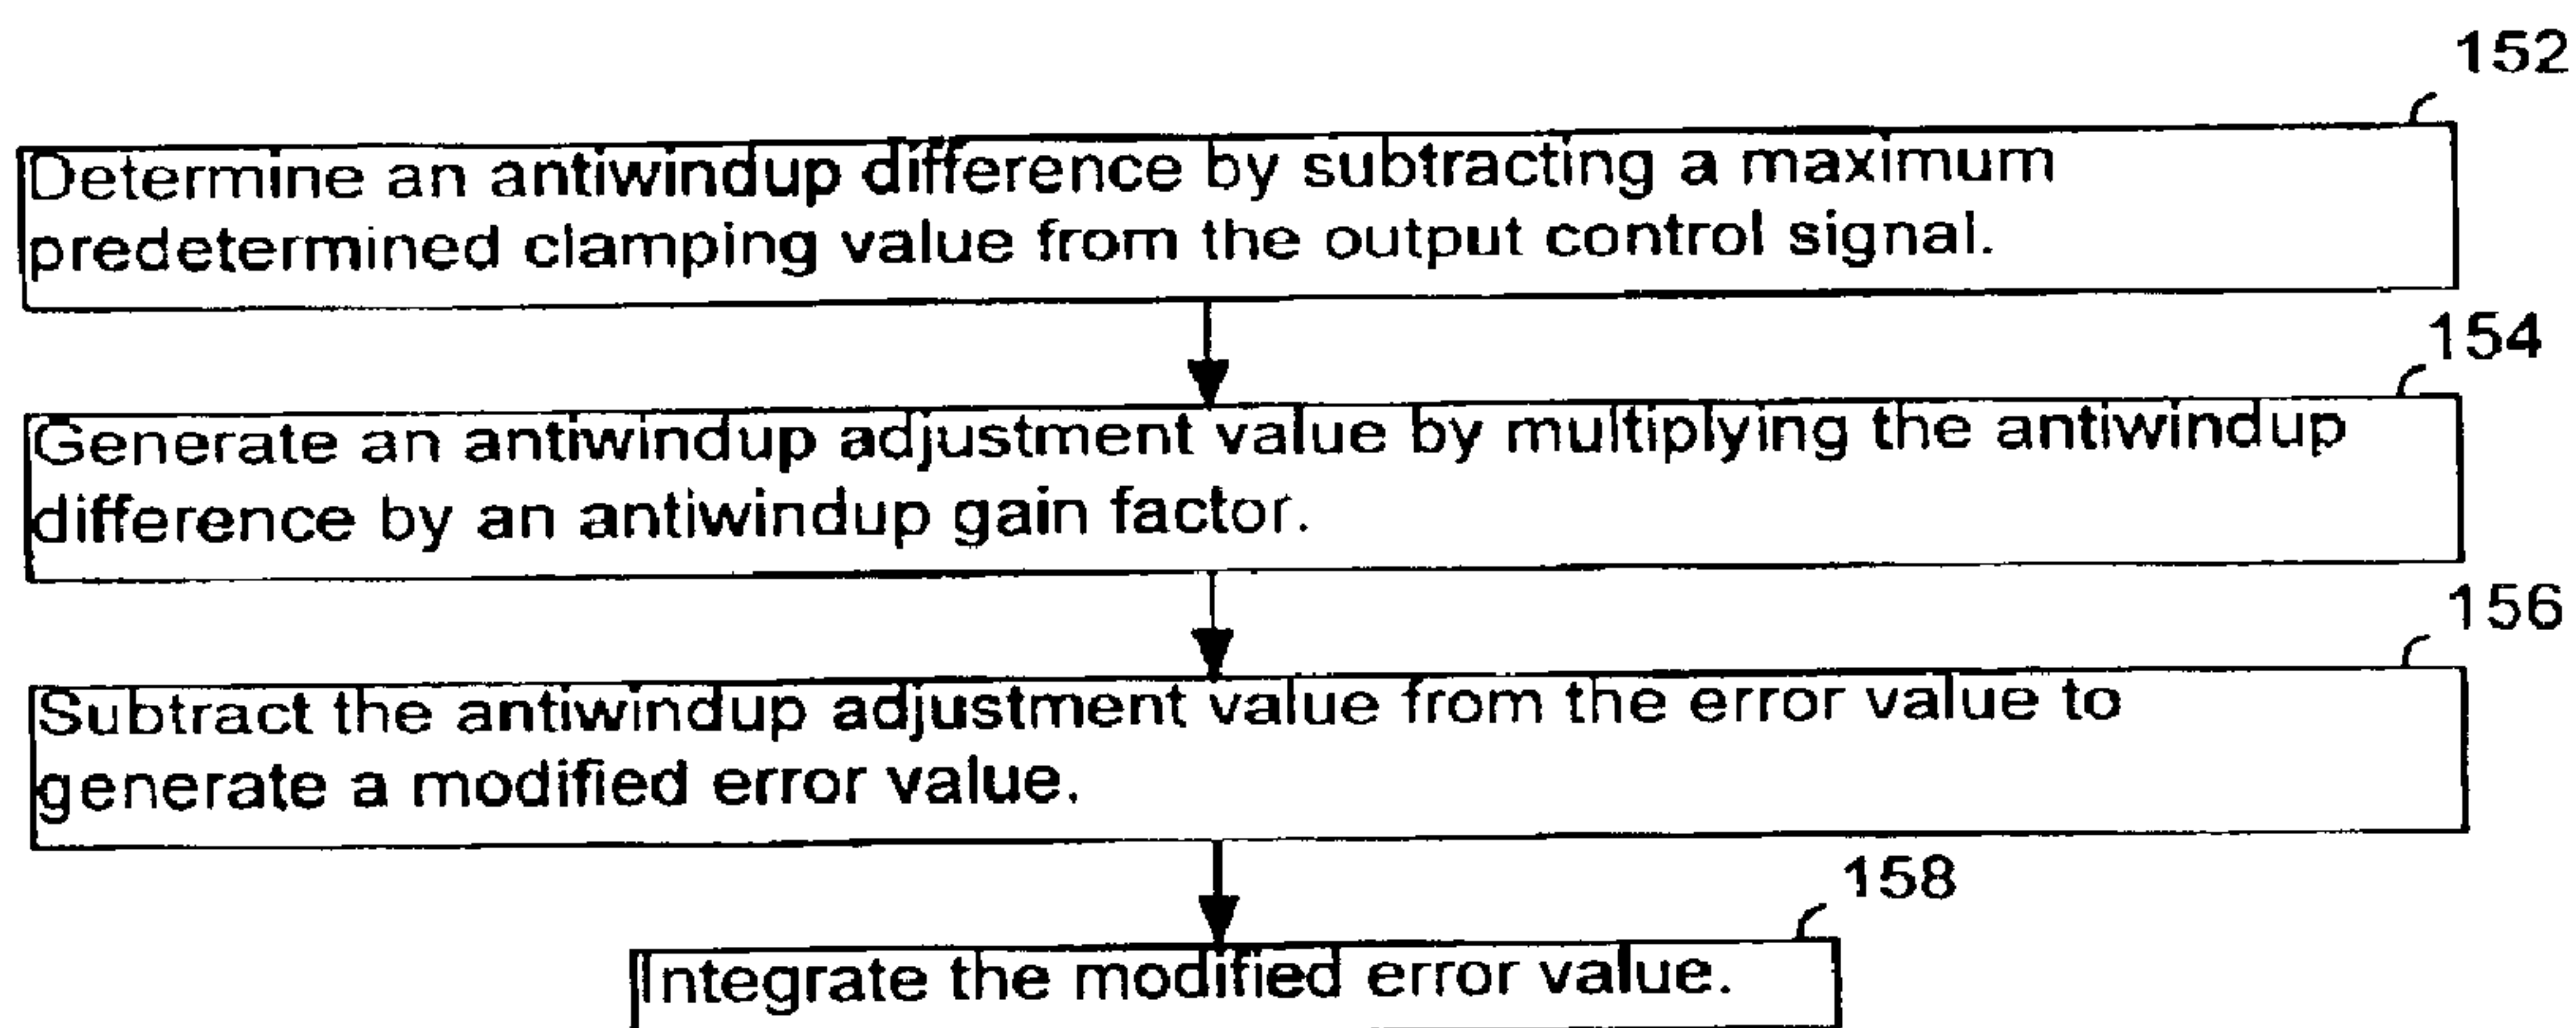 152
Determine an antiwindup difference by subtracting a maximum
predetermined clamping value from the output control signal.
154
Generate an antiwindup adjustment value by multiplying the antiwindup
difference by an antiwindup gain factor.
156
Subtract the antiwindup adjustment value from the error value to
generate a modified error value.
158
Integrate the modified error value.